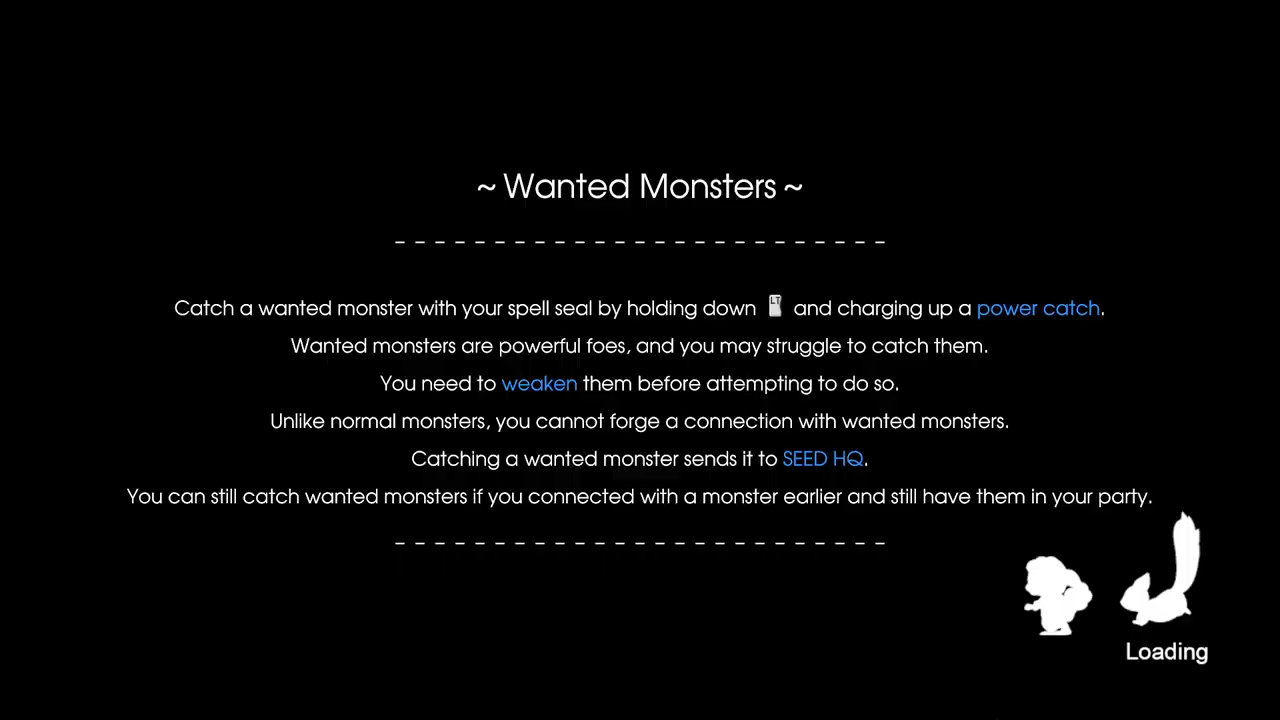 ~ Wanted Monsters ~
- - - - - - - - - - - - - - - - - - - - - - - - -
Catch a wanted monster with your spell seal by holding down LT and charging up a power catch.
Wanted monsters are powerful foes, and you may struggle to catch them.
You need to weaken them before attempting to do so.
Unlike normal monsters, you cannot forge a connection with wanted monsters.
Catching a wanted monster sends it to SEED HQ.
You can still catch wanted monsters if you connected with a monster earlier and still have them in your party.
- - - - - - - - - - - - - - - - - - - - - - - - -
Loading